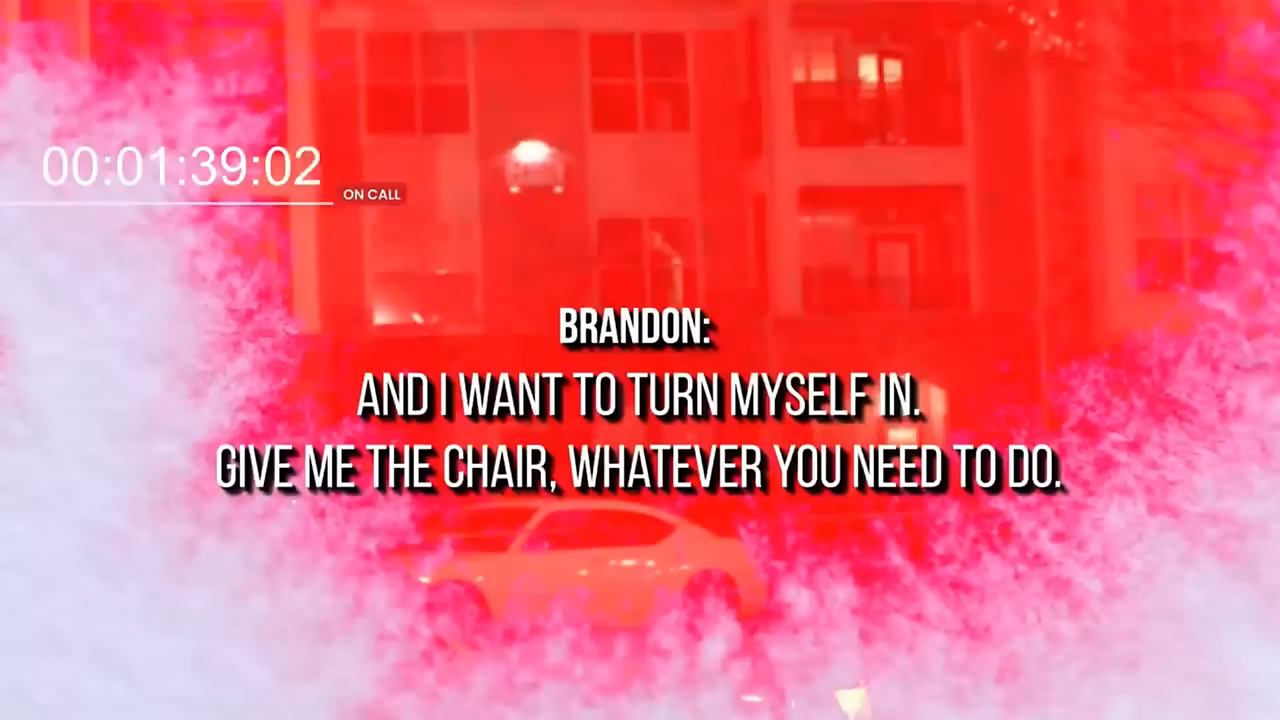 00:01:39:02
ON CALL
BRANDON:
AND I WANT TO TURN MYSELF IN.
GIVE ME THE CHAIR, WHATEVER YOU NEED TO DO.